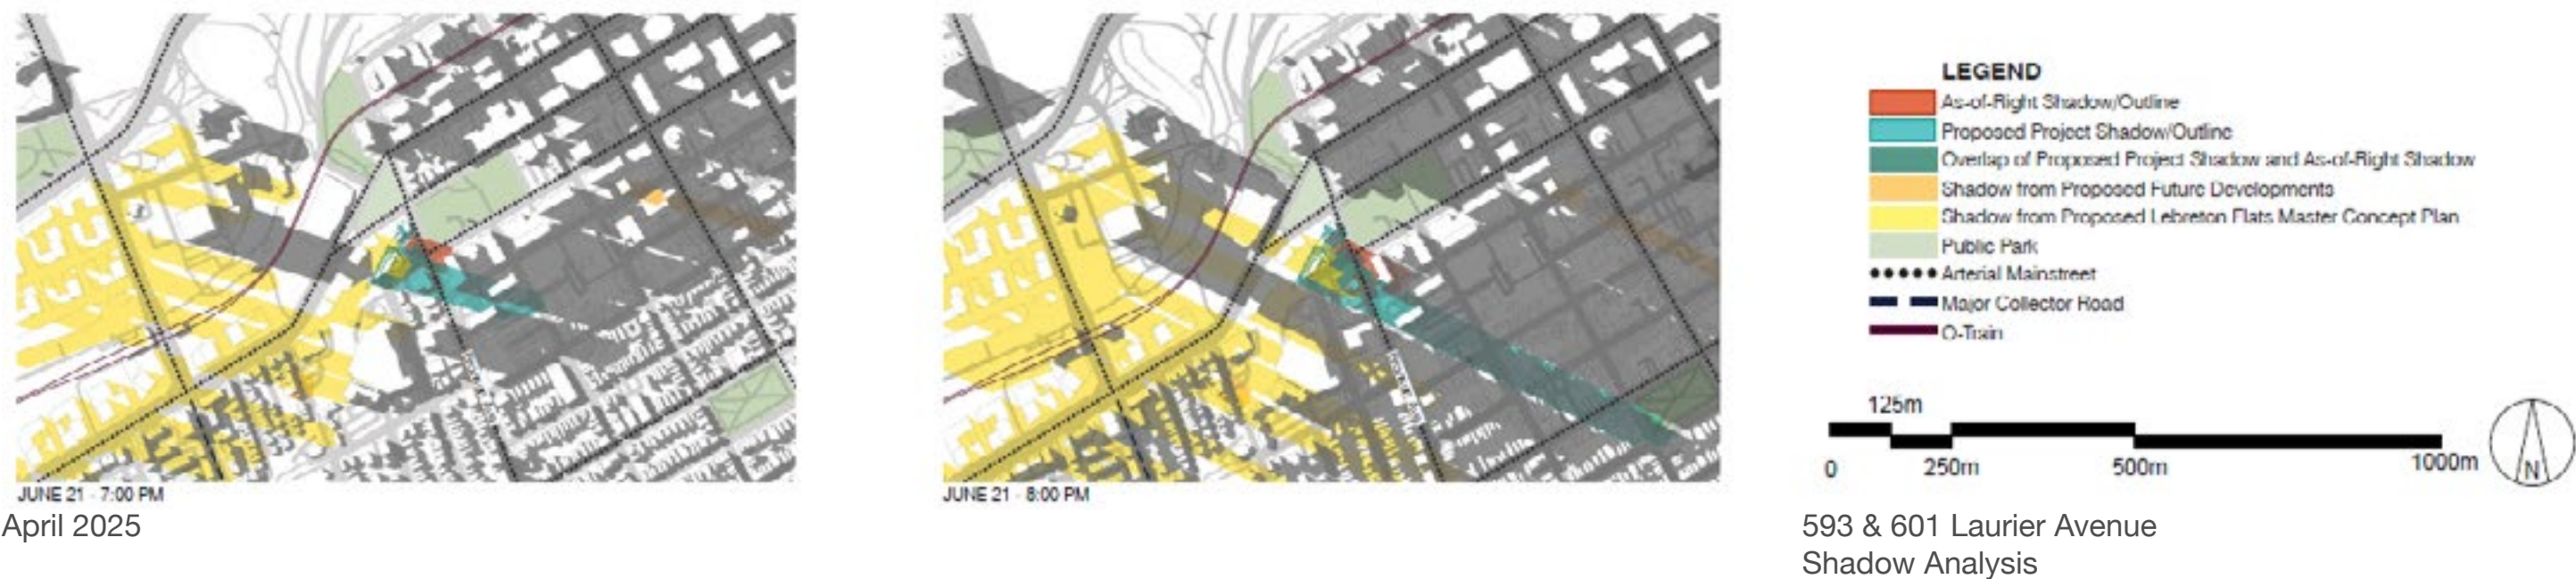 JUNE 21 - 7:00 PM
April 2025
JUNE 21 - 8:00 PM
LEGEND
As-of-Right Shadow/Outline
Proposed Project Shadow/Outline
Overlap of Proposed Project Shadow and As-of-Right Shadow
Shadow from Proposed Future Developments
Shadow from Proposed Lebreton Flats Master Concept Plan
Public Park
Arterial Mainstreet
Major Collector Road
O-Train
125m
0 250m 500m 1000m
N
593 & 601 Laurier Avenue
Shadow Analysis